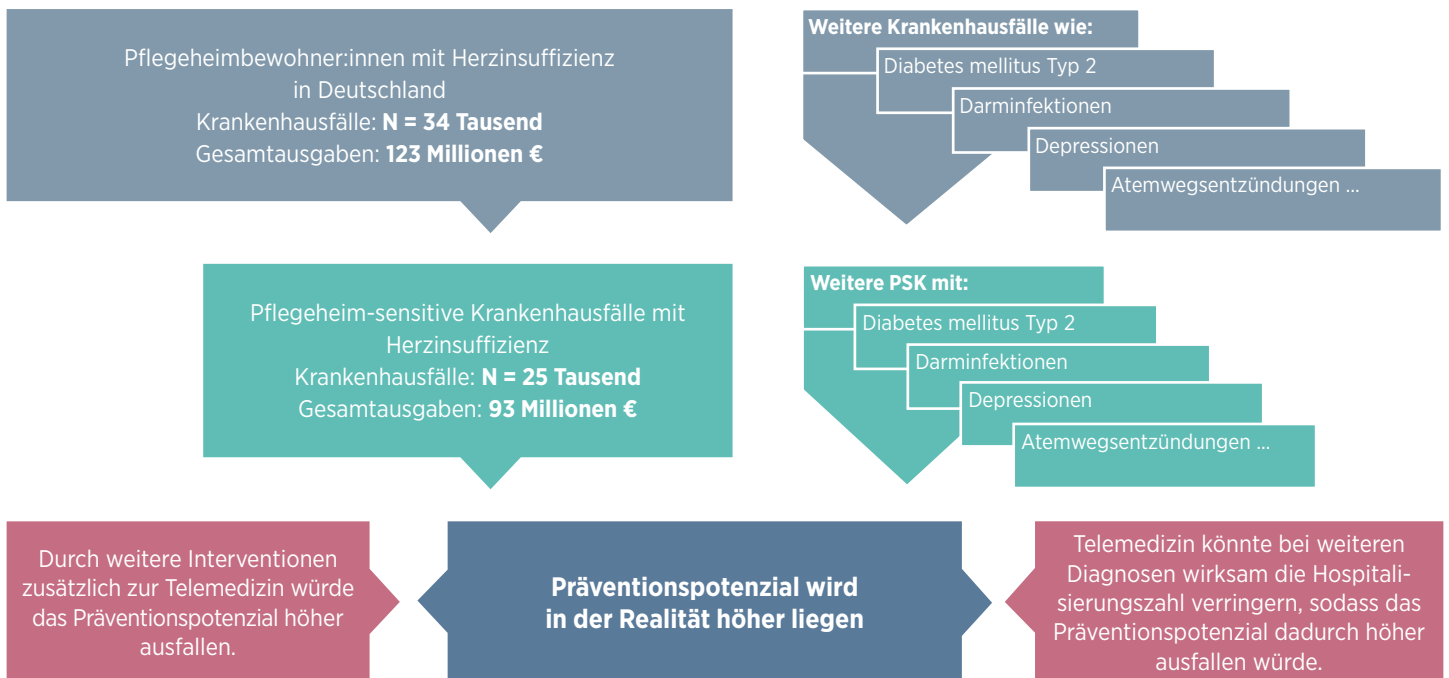 Pflegeheimbewohner:innen mit Herzinsuffizienz
in Deutschland
Krankenhausfälle: N = 34 Tausend
Gesamtausgaben: 123 Millionen €
Weitere Krankenhausfälle wie:
Diabetes mellitus Typ 2
Darminfektionen
Depressionen
Atemwegsentzündungen ...
Pflegeheim-sensitive Krankenhausfälle mit
Herzinsuffizienz
Krankenhausfälle: N = 25 Tausend
Gesamtausgaben: 93 Millionen €
Weitere PSK mit:
Diabetes mellitus Typ 2
Darminfektionen
Depressionen
Atemwegsentzündungen ...
Durch weitere Interventionen
zusätzlich zur Telemedizin würde
das Präventionspotenzial höher
ausfallen.
Präventionspotenzial wird
in der Realität höher liegen
Telemedizin könnte bei weiteren
Diagnosen wirksam die Hospitali-
sierungszahl verringern, sodass das
Präventionspotenzial dadurch höher
ausfallen würde.